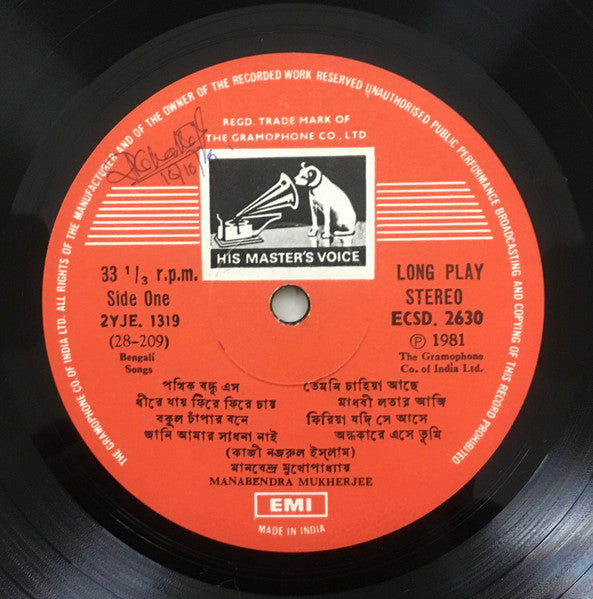 THE GRAMOPHONE CO. OF INDIA LTD. ALL RIGHTS OF THE MANUFACTURER AND OF THE OWNER OF THE RECORDED WORK RESERVED UNAUTHORISED PUBLIC PERFORMANCE BROADCASTING AND COPYING OF THIS RECORD PROHIBITED
REGD. TRADE MARK OF
THE GRAMOPHONE CO., LTD.
HIS MASTER'S VOICE
33 1/3 r.p.m.
Side One
2YJE. 1319
(28-209)
Bengali
Songs
LONG PLAY
STEREO
ECSD. 2630
Ⓟ 1981
The Gramophone
Co. of India Ltd.
পথিক বন্ধু এস
ধীরে যায় ফিরে ফিরে চায়
বকুল চাঁপার বনে
জানি আমার সাধনা নাই
তেমনি চাহিয়া আছে
মাধবী লতার আজি
ফিরিয়া যদি সে আসে
অন্ধকারে এসে তুমি
(কাজী নজরুল ইসলাম)
মানবেন্দ্র মুখোপাধ্যায়
MANABENDRA MUKHERJEE
EMI
MADE IN INDIA